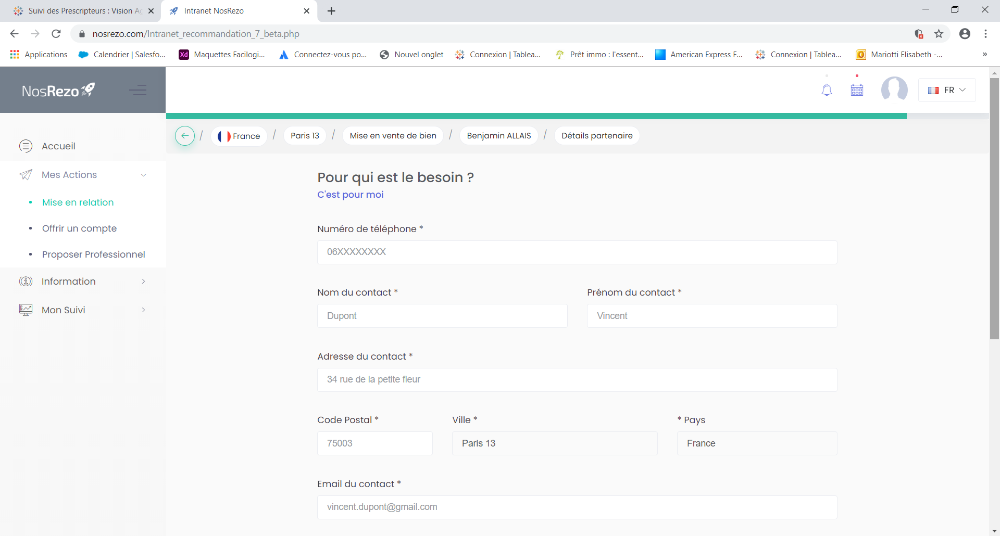 Suivi des Prescripteurs : Vision Ag
Intranet NosRezo
nosrezo.com/Intranet_recommandation_7_beta.php
Applications
Calendrier | Salesfo...
Xd
Maquettes Facilogi...
Connectez-vous po...
Nouvel onglet
Connexion | Tablea...
Prêt immo : l'essent...
American Express F...
Connexion | Tablea...
Mariotti Elisabeth -...
»
NosRezo
FR
/ France / Paris 13 / Mise en vente de bien / Benjamin ALLAIS / Détails partenaire
Accueil
Mes Actions
• Mise en relation
• Offrir un compte
• Proposer Professionnel
Information
Mon Suivi
Pour qui est le besoin ?
C'est pour moi
Numéro de téléphone *
06XXXXXXXX
Nom du contact *
Prénom du contact *
Dupont
Vincent
Adresse du contact *
34 rue de la petite fleur
Code Postal *
Ville *
* Pays
75003
Paris 13
France
Email du contact *
vincent.dupont@gmail.com